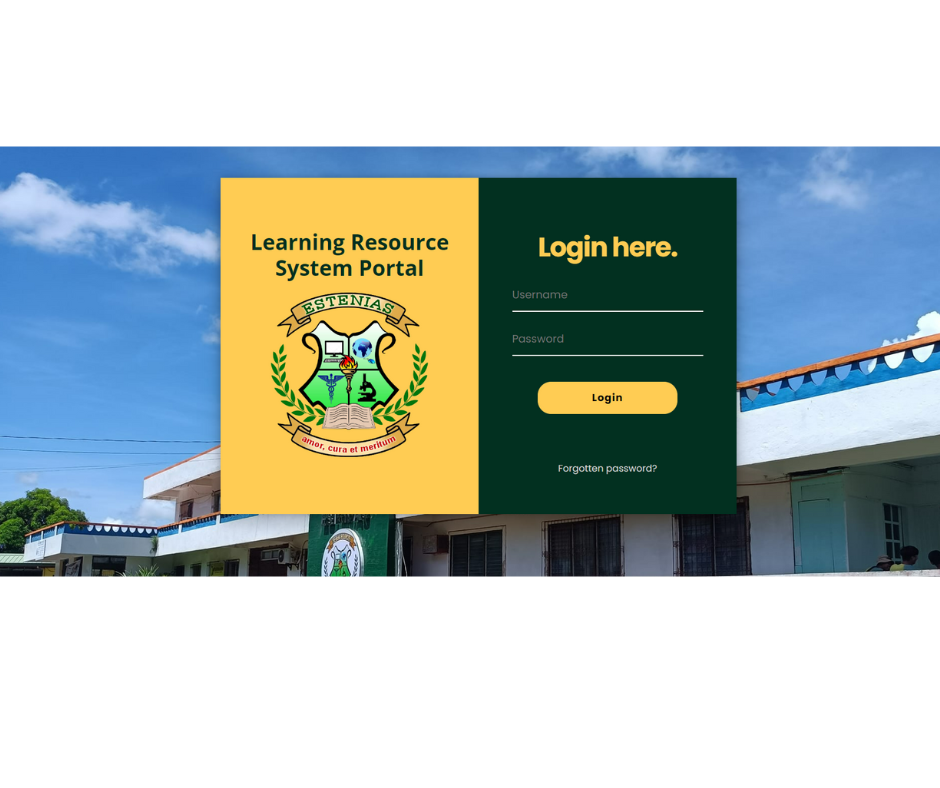 Learning Resource
System Portal
ESTENIAS
amor, cura et meritum
Login here.
Username
Password
Login
Forgotten password?